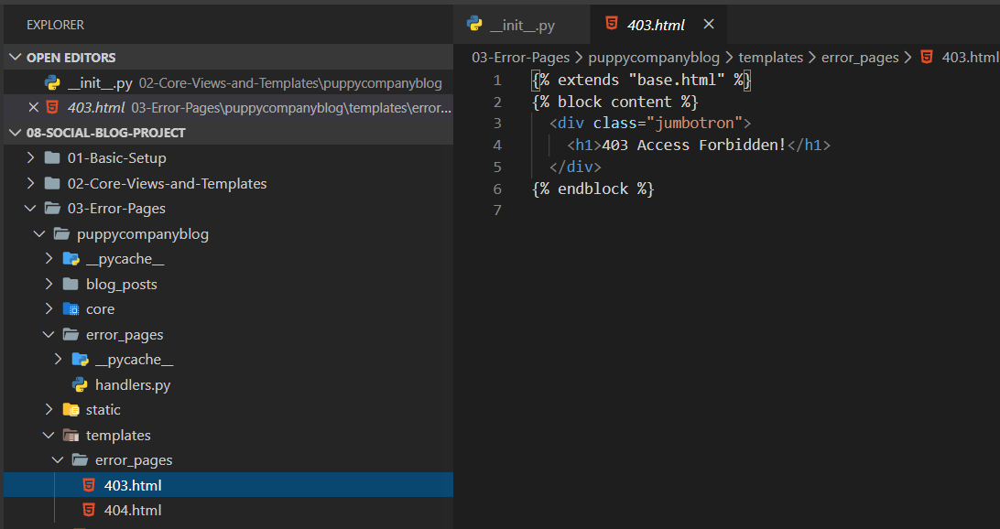 EXPLORER
OPEN EDITORS
__init__.py 02-Core-Views-and-Templates\puppycompanyblog
403.html 03-Error-Pages\puppycompanyblog\templates\error...
08-SOCIAL-BLOG-PROJECT
01-Basic-Setup
02-Core-Views-and-Templates
03-Error-Pages
puppycompanyblog
__pycache__
blog_posts
core
error_pages
__pycache__
handlers.py
static
templates
error_pages
403.html
404.html
__init__.py 403.html
03-Error-Pages > puppycompanyblog > templates > error_pages > 403.html
1 {% extends "base.html" %}
2 {% block content %}
3 <div class="jumbotron">
4 <h1>403 Access Forbidden!</h1>
5 </div>
6 {% endblock %}
7